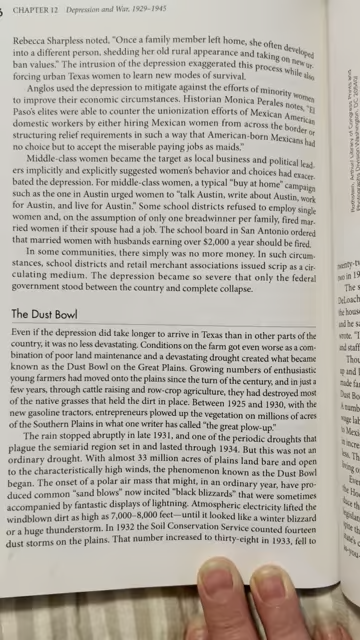 CHAPTER 12 Depression and War, 1929–1945
Rebecca Sharpless noted, "Once a family member left home, she often developed
into a different person, shedding her old rural appearance and taking on new ur-
ban values." The intrusion of the depression exaggerated this process while also
forcing urban Texas women to learn new modes of survival.
Anglos used the depression to mitigate against the efforts of minority women
to improve their economic circumstances. Historian Monica Perales notes, "El
Paso's elites were able to counter the unionization efforts of Mexican American
domestic workers by either hiring Mexican women from across the border or
structuring relief requirements in such a way that American-born Mexicans had
no choice but to accept the miserable paying jobs as maids."
Middle-class women became the target as local business and political lead-
ers implicitly and explicitly suggested women's behavior and choices had exacer-
bated the depression. For middle-class women, a typical "buy at home" campaign
such as the one in Austin urged women to "talk Austin, write about Austin, work
for Austin, and live for Austin." Some school districts refused to employ single
women and, on the assumption of only one breadwinner per family, fired mar-
ried women if their spouse had a job. The school board in San Antonio ordered
that married women with husbands earning over $2,000 a year should be fired.
In some communities, there simply was no more money. In such circum-
stances, school districts and retail merchant associations issued scrip as a cir-
culating medium. The depression became so severe that only the federal
government stood between the country and complete collapse.
The Dust Bowl
Even if the depression did take longer to arrive in Texas than in other parts of the
country, it was no less devastating. Conditions on the farm got even worse as a com-
bination of poor land maintenance and a devastating drought created what became
known as the Dust Bowl on the Great Plains. Growing numbers of enthusiastic
young farmers had moved onto the plains since the turn of the century, and in just a
few years, through cattle raising and row-crop agriculture, they had destroyed most
of the native grasses that held the dirt in place. Between 1925 and 1930, with the
new gasoline tractors, entrepreneurs plowed up the vegetation on millions of acres
of the Southern Plains in what one writer has called "the great plow-up."
The rain stopped abruptly in late 1931, and one of the periodic droughts that
plague the semiarid region set in and lasted through 1934. But this was not an
ordinary drought. With almost 33 million acres of plains land bare and open
to the characteristically high winds, the phenomenon known as the Dust Bowl
began. The onset of a polar air mass that might, in an ordinary year, have pro-
duced common "sand blows" now incited "black blizzards" that were sometimes
accompanied by fantastic displays of lightning. Atmospheric electricity lifted the
windblown dirt as high as 7,000–8,000 feet—until it looked like a winter blizzard
or a huge thunderstorm. In 1932 the Soil Conservation Service counted fourteen
dust storms on the plains. That number increased to thirty-eight in 1933, fell to